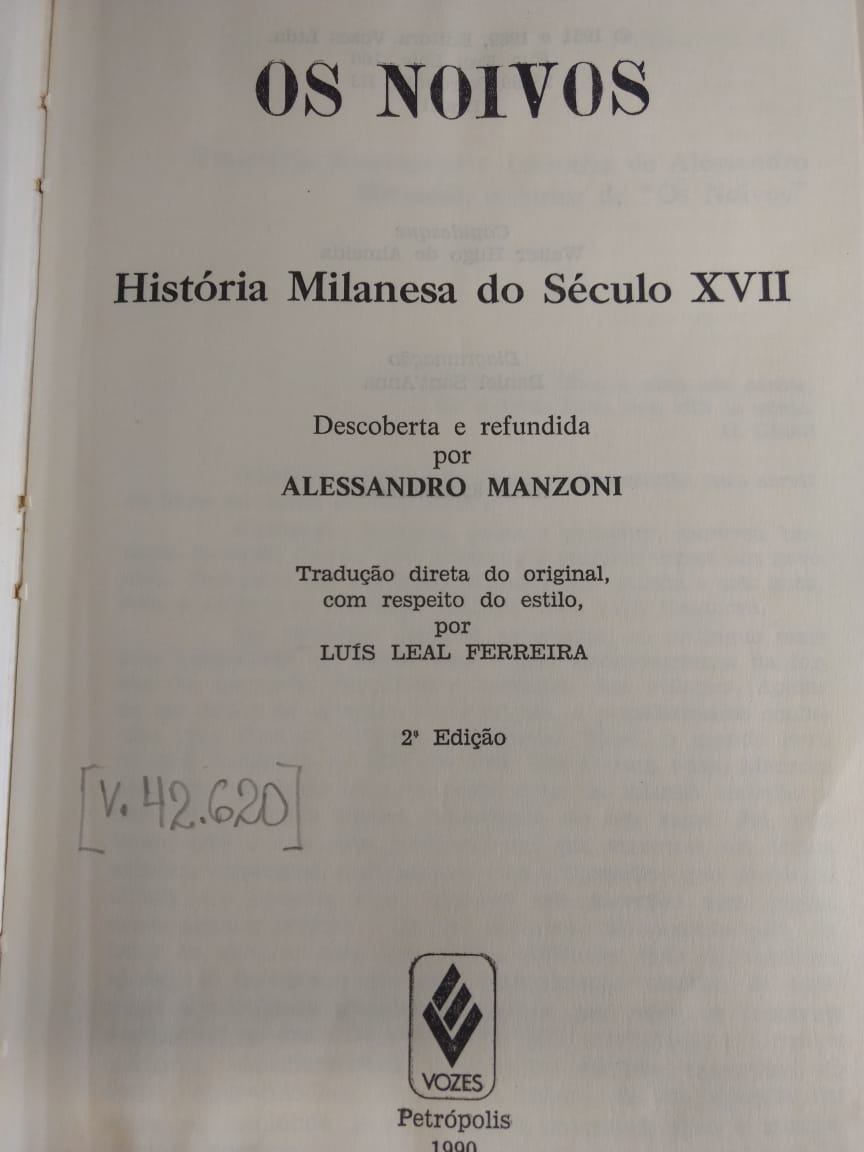 OS NOIVOS
História Milanesa do Século XVII
Descoberta e refundida
por
ALESSANDRO MANZONI
Tradução direta do original,
com respeito do estilo,
por
LUÍS LEAL FERREIRA
2ª Edição
[V. 42.620]
VOZES
Petrópolis
1990